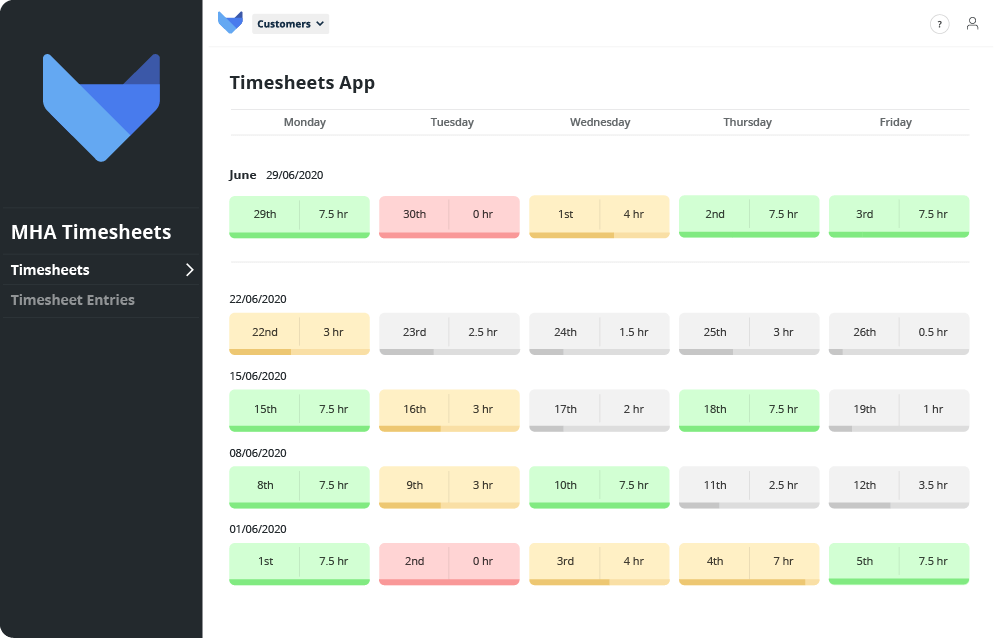 Customers
?
MHA Timesheets
Timesheets
Timesheet Entries
Timesheets App
Monday Tuesday Wednesday Thursday Friday
June 29/06/2020
29th 7.5 hr 30th 0 hr 1st 4 hr 2nd 7.5 hr 3rd 7.5 hr
22/06/2020
22nd 3 hr 23rd 2.5 hr 24th 1.5 hr 25th 3 hr 26th 0.5 hr
15/06/2020
15th 7.5 hr 16th 3 hr 17th 2 hr 18th 7.5 hr 19th 1 hr
08/06/2020
8th 7.5 hr 9th 3 hr 10th 7.5 hr 11th 2.5 hr 12th 3.5 hr
01/06/2020
1st 7.5 hr 2nd 0 hr 3rd 4 hr 4th 7 hr 5th 7.5 hr